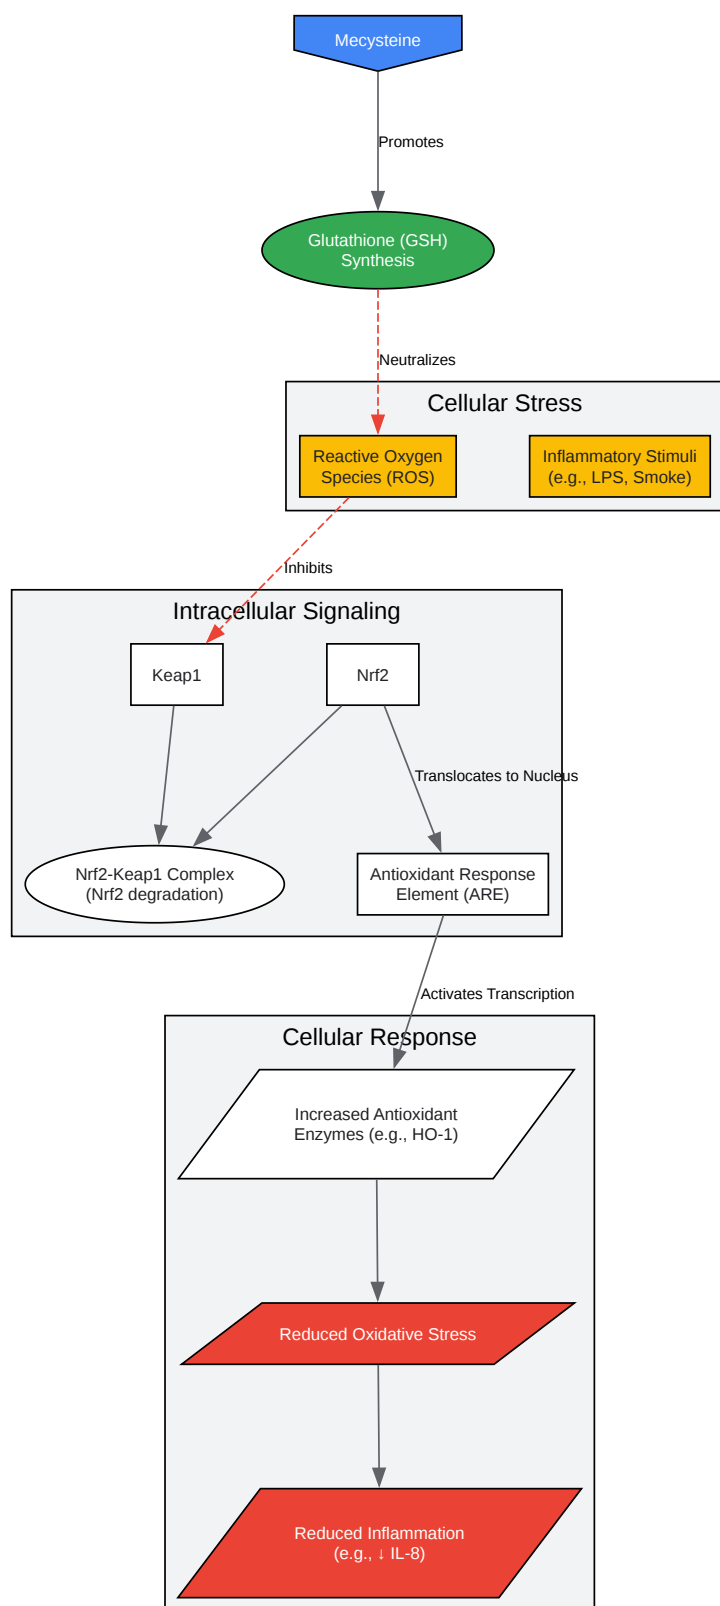 Mecysteine
Promotes
Glutathione (GSH)
Synthesis
Neutralizes
Cellular Stress
Reactive Oxygen
Species (ROS)
Inflammatory Stimuli
(e.g., LPS, Smoke)
Inhibits
Intracellular Signaling
Keap1
Nrf2
Translocates to Nucleus
Nrf2-Keap1 Complex
(Nrf2 degradation)
Antioxidant Response
Element (ARE)
Activates Transcription
Cellular Response
Increased Antioxidant
Enzymes (e.g., HO-1)
Reduced Oxidative Stress
Reduced Inflammation
(e.g., ↓ IL-8)